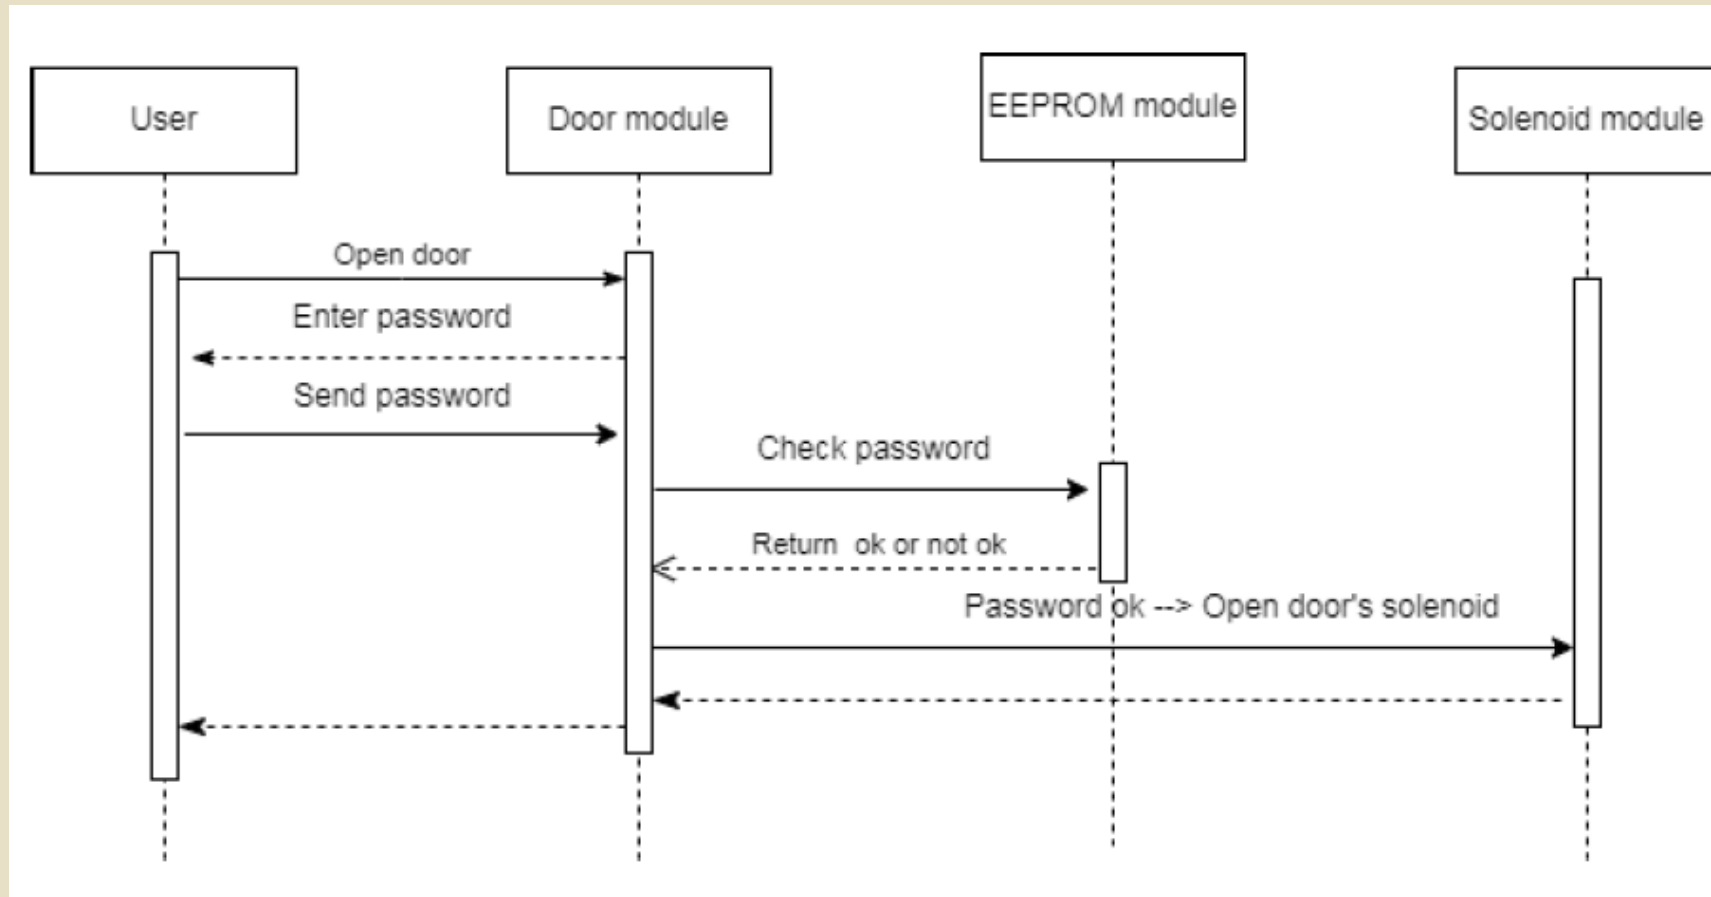 User
Door module
EEPROM module
Solenoid module
Open door
Enter password
Send password
Check password
Return  ok or not ok
Password ok --> Open door's solenoid